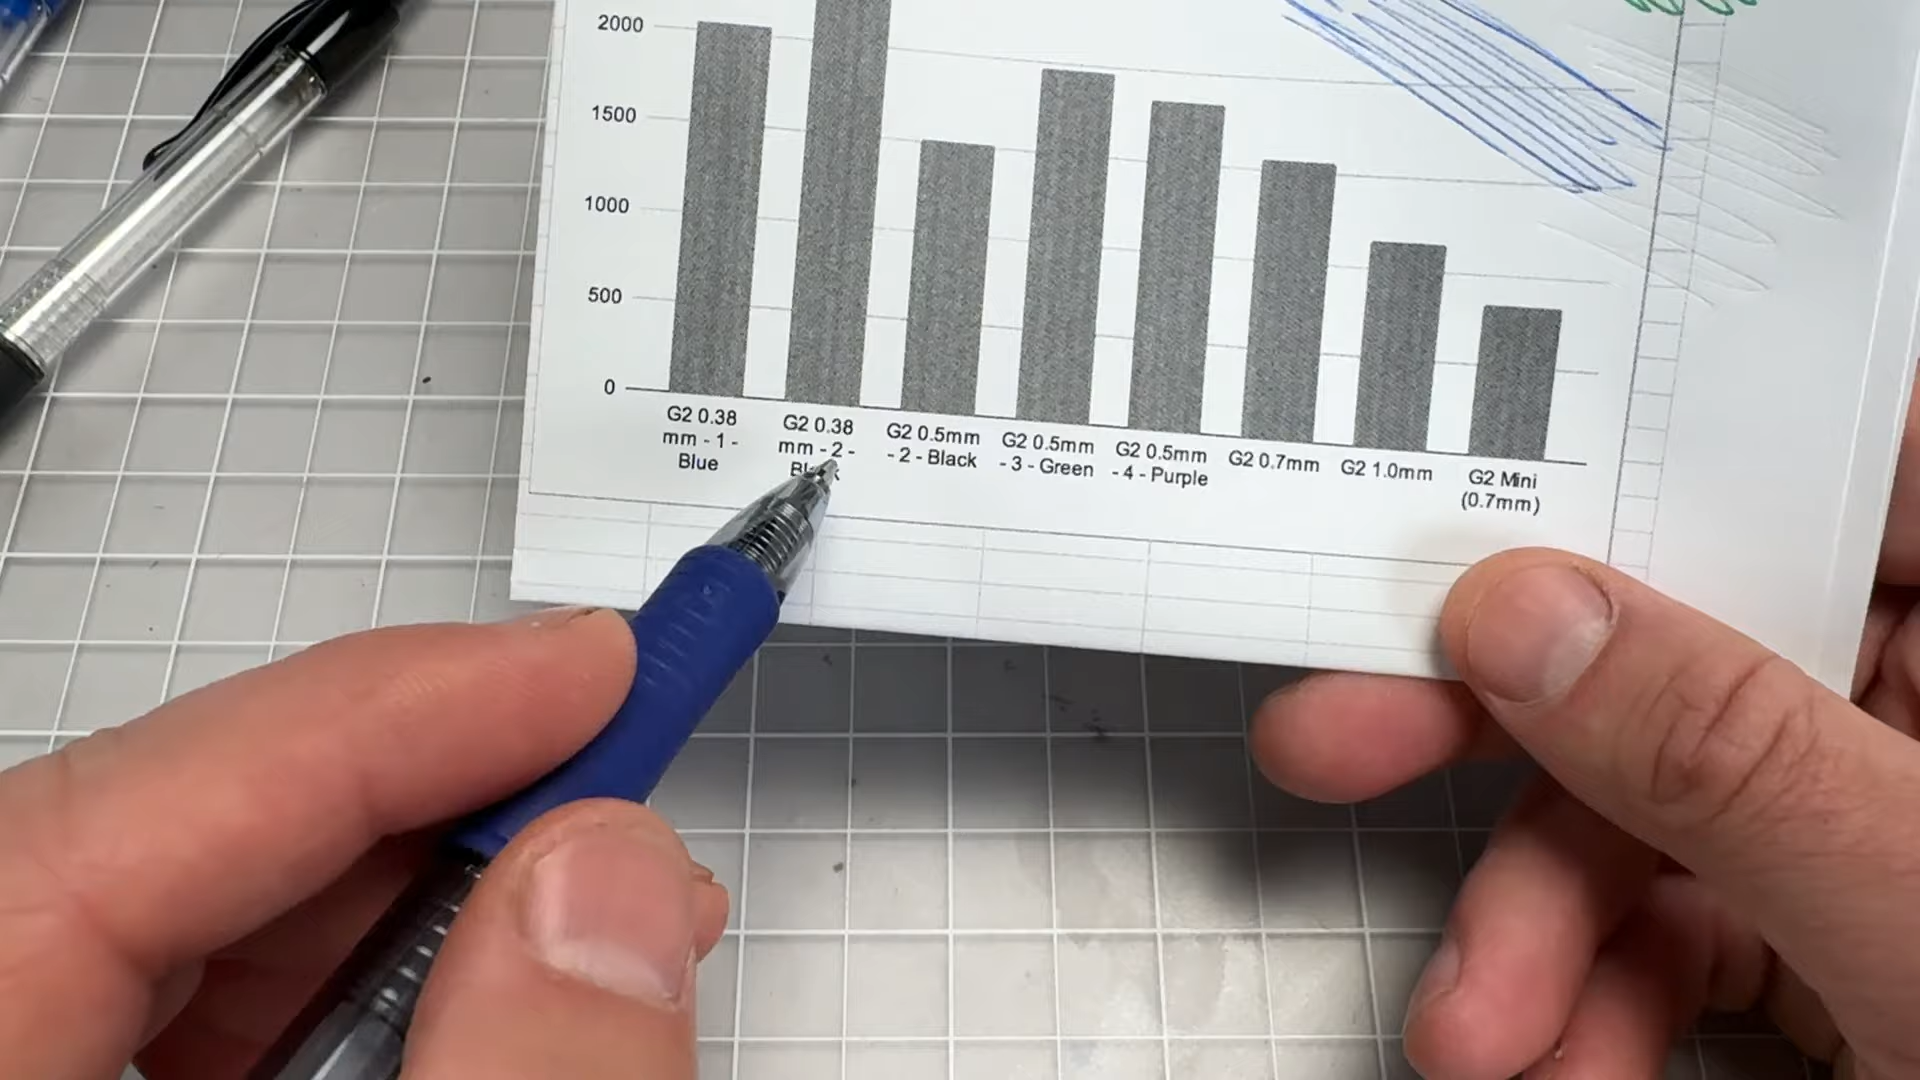 2000
1500
1000
500
0
G2 0.38
mm - 1 -
Blue
G2 0.38
mm - 2 -
Black
G2 0.5mm
- 2 - Black
G2 0.5mm
- 3 - Green
G2 0.5mm
- 4 - Purple
G2 0.7mm
G2 1.0mm
G2 Mini
(0.7mm)